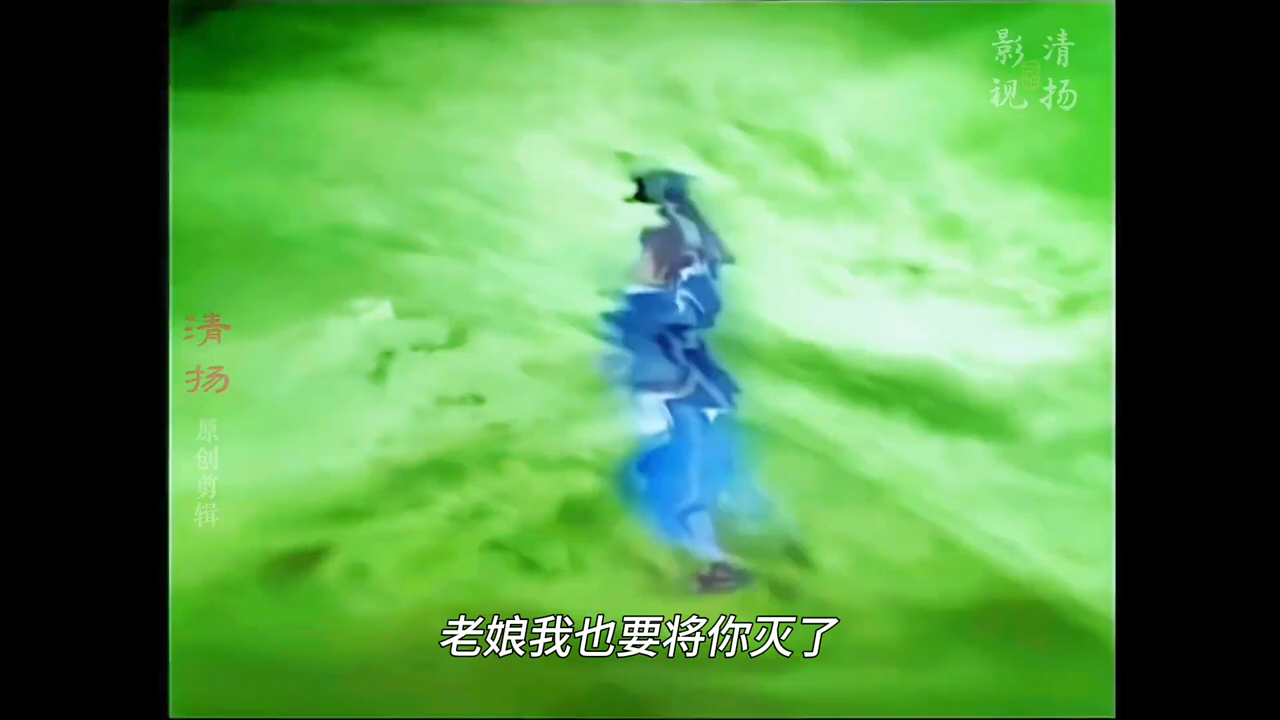 清扬
影视
清扬
原创剪辑
老娘我也要将你灭了